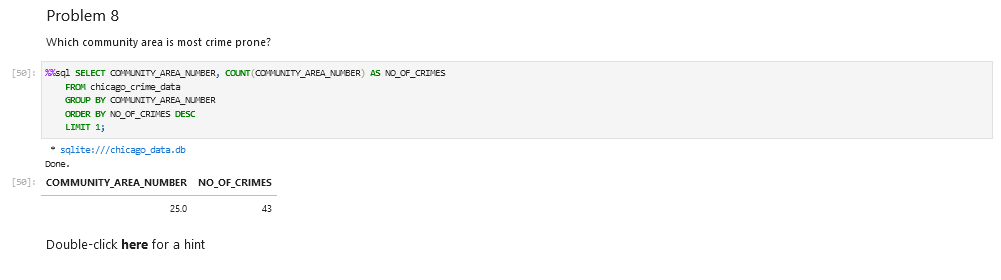 Problem 8
Which community area is most crime prone?
[50]: %%sql SELECT COMMUNITY_AREA_NUMBER, COUNT(COMMUNITY_AREA_NUMBER) AS NO_OF_CRIMES
FROM chicago_crime_data
GROUP BY COMMUNITY_AREA_NUMBER
ORDER BY NO_OF_CRIMES DESC
LIMIT 1;
* sqlite:///chicago_data.db
Done.
[50]: COMMUNITY_AREA_NUMBER NO_OF_CRIMES
25.0 43
Double-click here for a hint